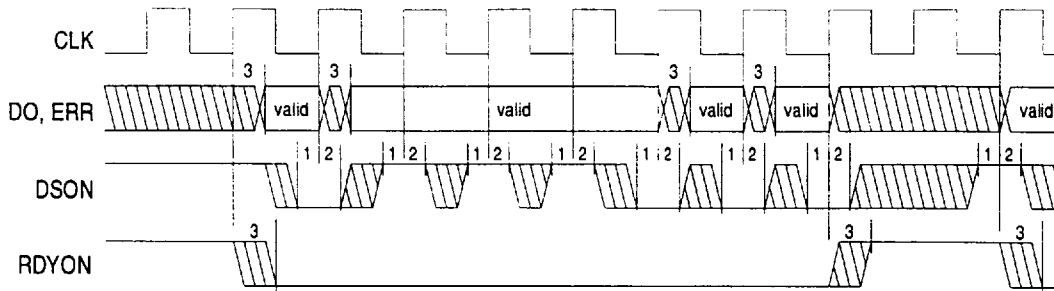 CLK
3 3 3 3
DO, ERR valid valid valid valid valid
1 2 1 2 1 2 1 2 1 2 1 2 1 2 1 2
DSON
3 3 3
RDYON